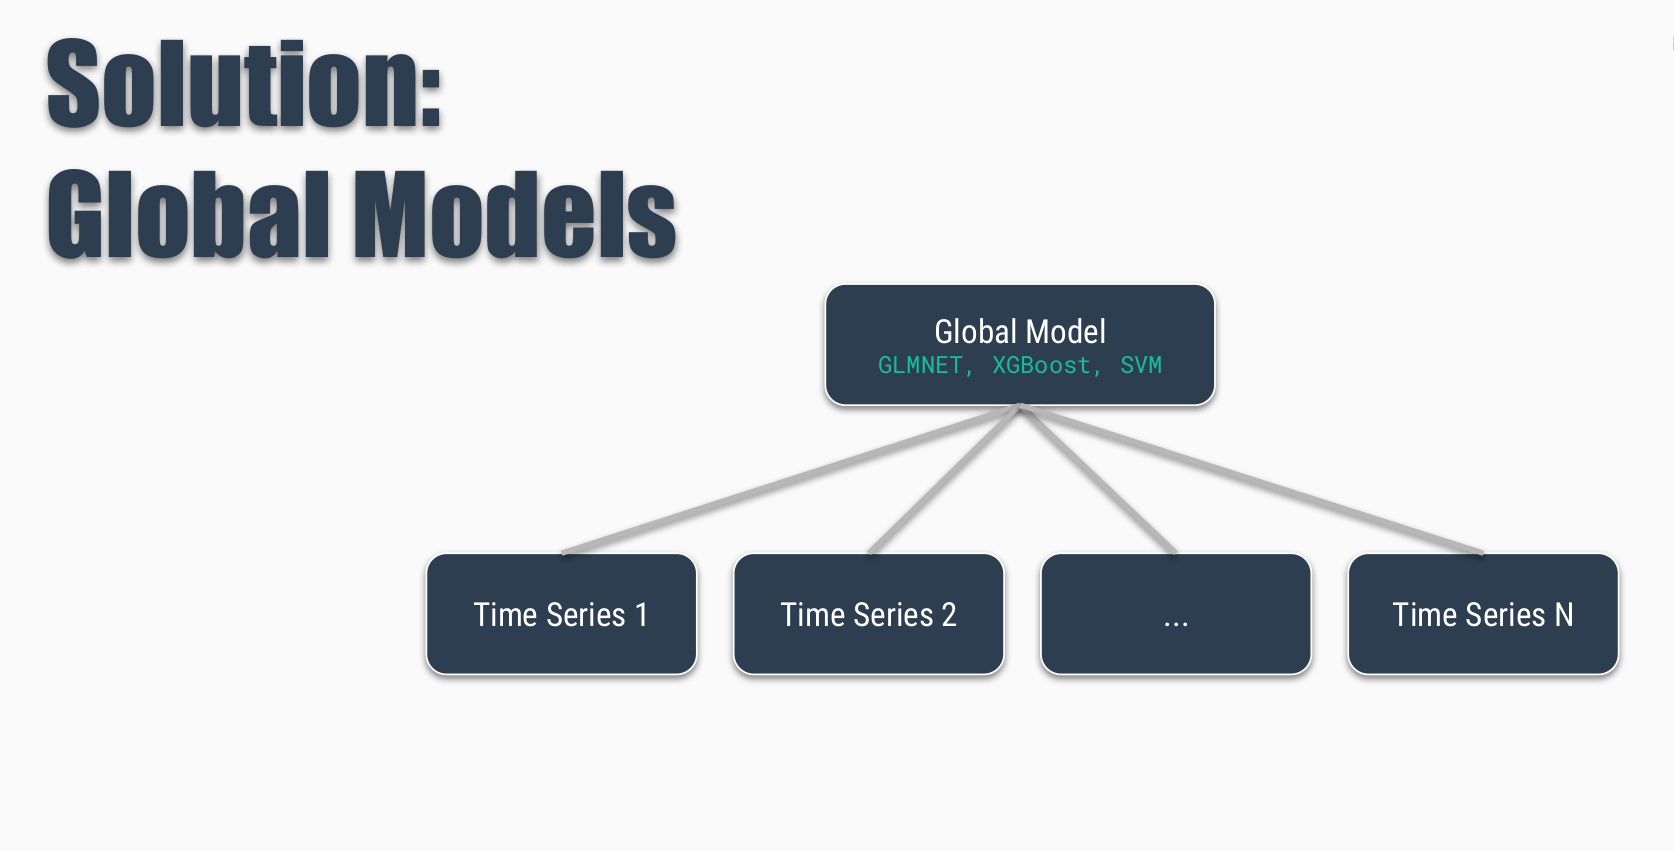 Solution:
Global Models
Global Model
GLMNET, XGBoost, SVM
Time Series 1
Time Series 2
...
Time Series N